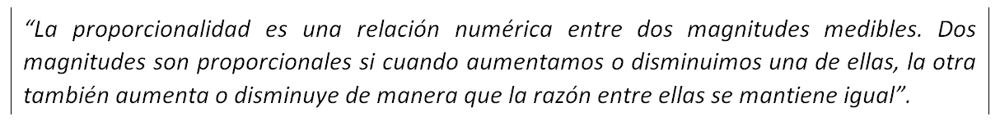 “La proporcionalidad es una relación numérica entre dos magnitudes medibles. Dos
magnitudes son proporcionales si cuando aumentamos o disminuimos una de ellas, la otra
también aumenta o disminuye de manera que la razón entre ellas se mantiene igual”.